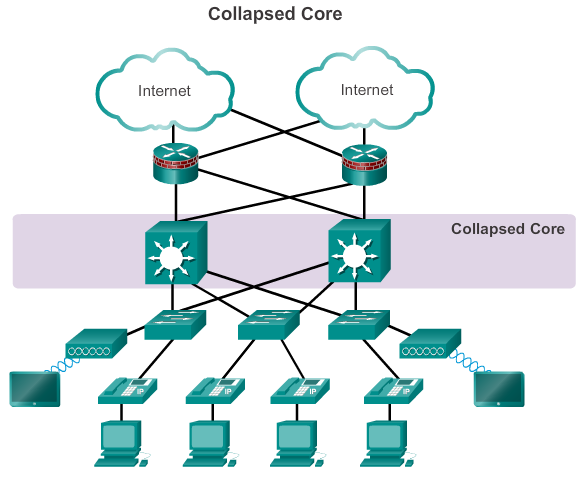 Collapsed Core
Internet
Internet
Collapsed Core
IP
IP
IP
IP